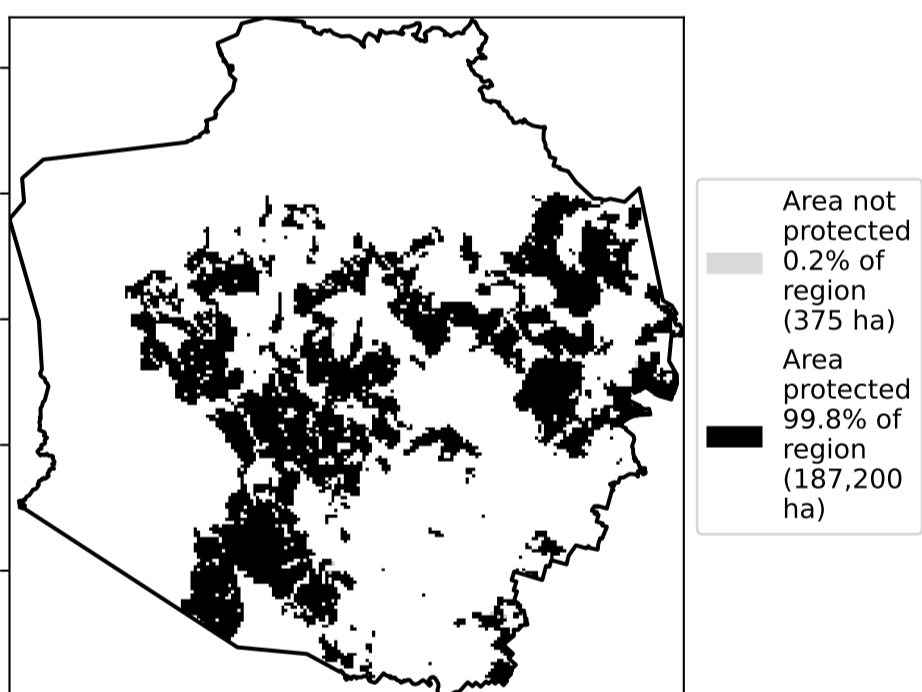 Area not
protected
0.2% of
region
(375 ha)
Area
protected
99.8% of
region
(187,200
ha)